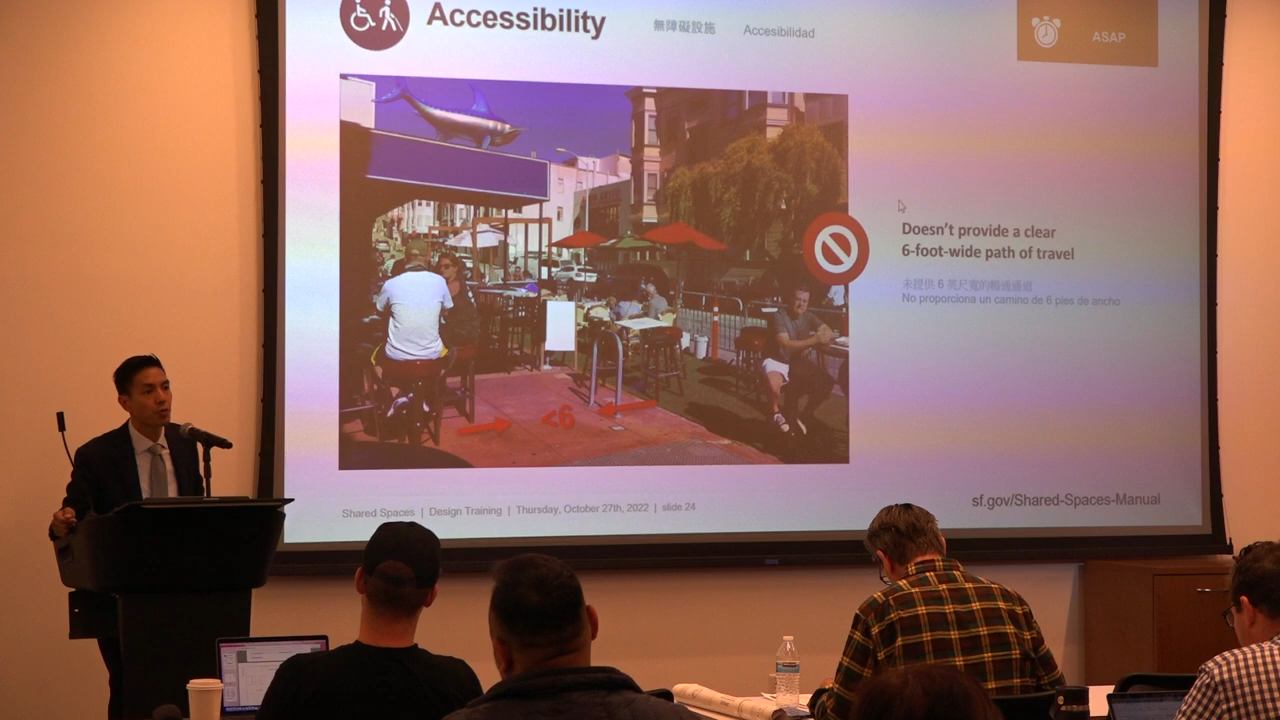 Accessibility
無障礙設施
Accesibilidad
ASAP
Doesn't provide a clear
6-foot-wide path of travel
未提供 6 英尺寬的暢通通道
No proporciona un camino de 6 pies de ancho
<6
Shared Spaces | Design Training | Thursday, October 27th, 2022 | slide 24
sf.gov/Shared-Spaces-Manual